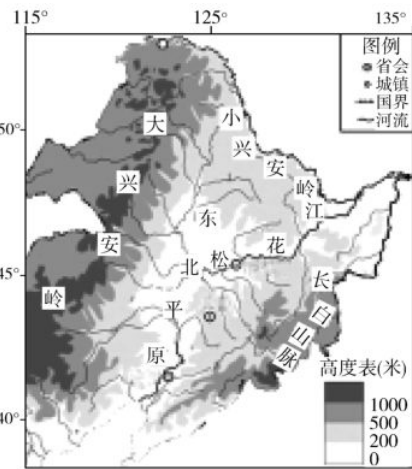 115° 125° 135°
图例
省会
城镇
国界
河流
50°
45°
40°
大兴安岭
小兴安岭
东北平原
松花江
长白山脉
高度表(米)
1000
500
200
0